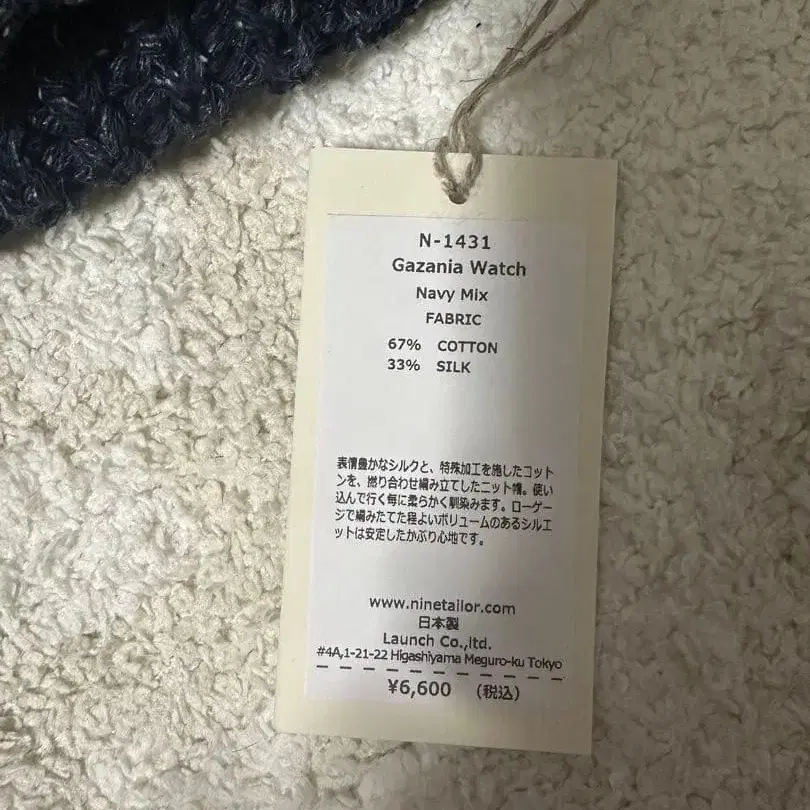 N-1431
Gazania Watch
Navy Mix
FABRIC
67% COTTON
33% SILK
表情豊かなシルクと、特殊加工を施したコット
ンを、撚り合わせ編み立てしたニット帽。使い
込んで行く毎に柔らかく馴染みます。ローゲー
ジで編みたてた程よいボリュームのあるシルエ
ットは安定したかぶり心地です。
www.ninetailor.com
日本製
Launch Co.,ltd.
#4A,1-21-22 Higashiyama Meguro-ku Tokyo
¥6,600 (税込)